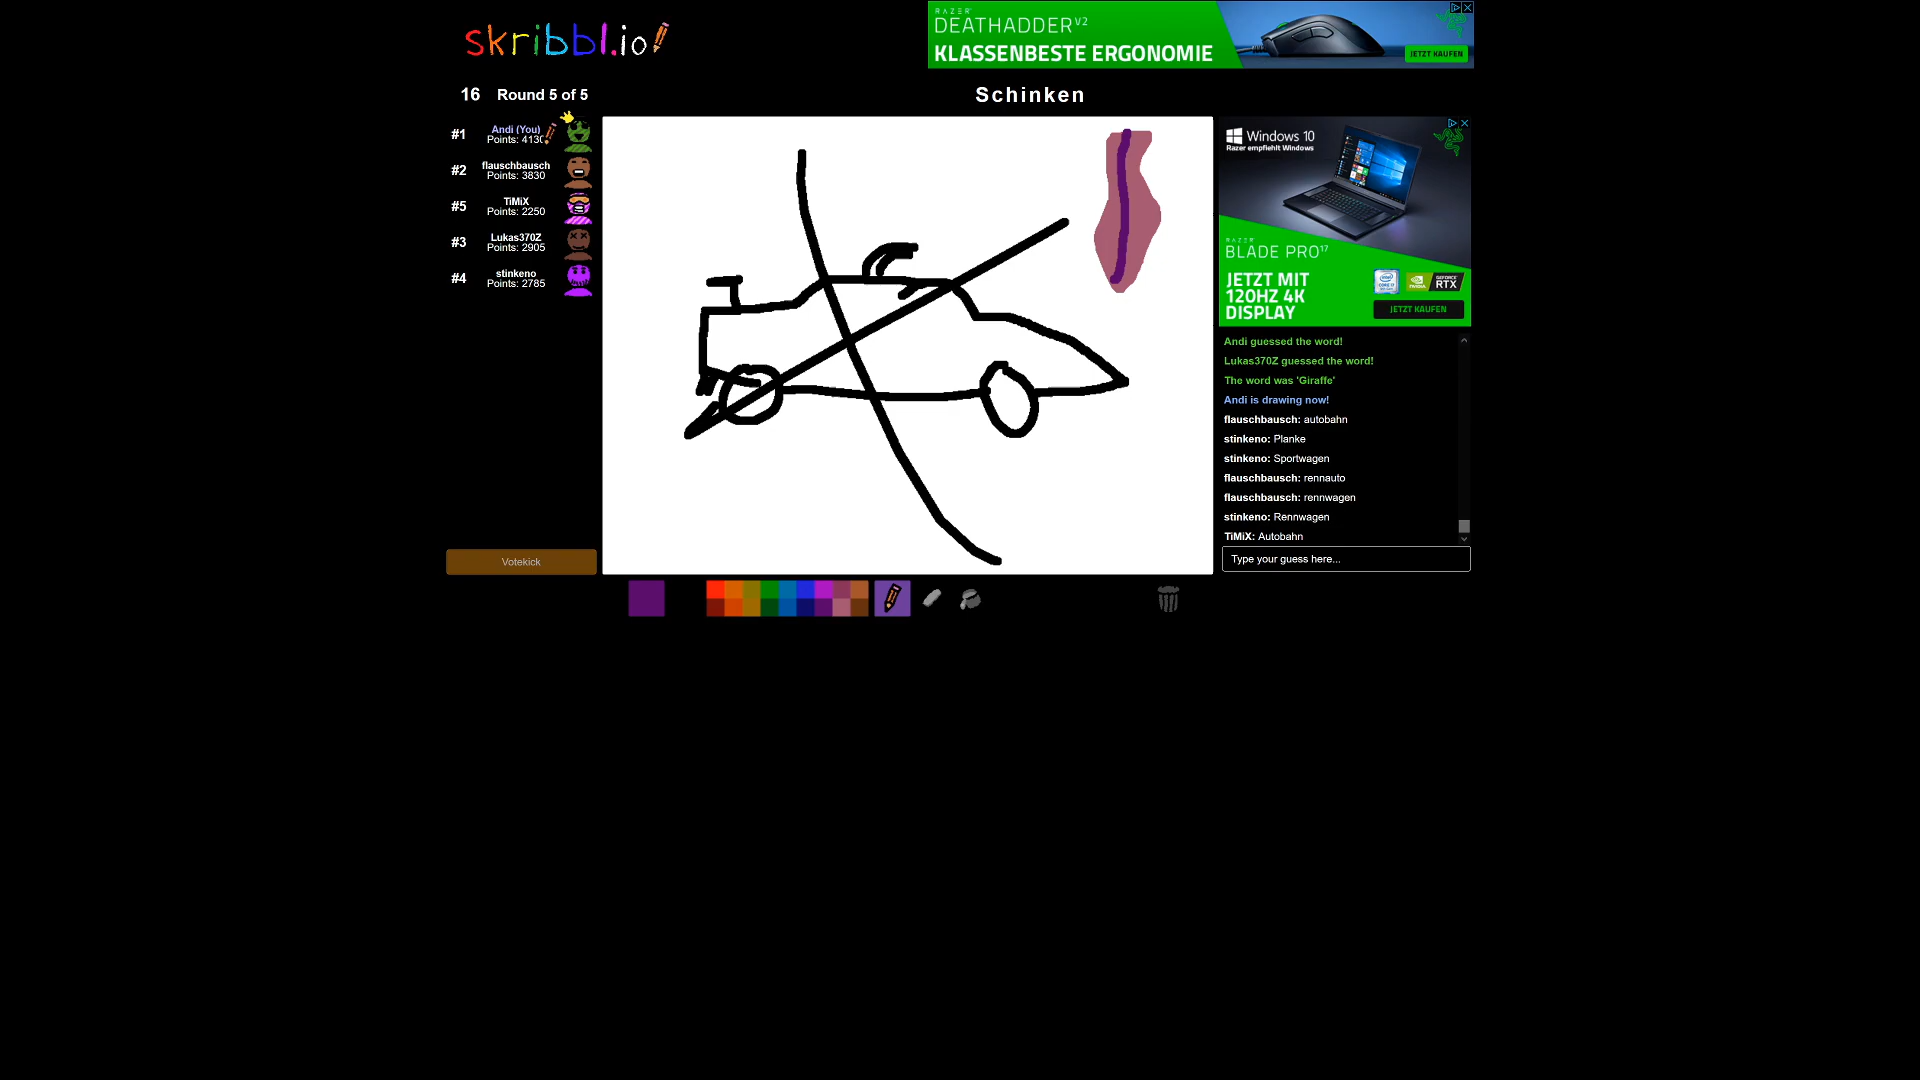 skribbl.io
RAZER
DEATHADDER V2
KLASSENBESTE ERGONOMIE
JETZT KAUFEN
16 Round 5 of 5
Schinken
#1 Andi (You)
Points: 4130
#2 flauschbausch
Points: 3830
#5 TiMiX
Points: 2250
#3 Lukas370Z
Points: 2905
#4 stinkeno
Points: 2785
Votekick
Windows 10
Razer empfiehlt Windows
RAZER
BLADE PRO 17
JETZT MIT
120HZ 4K
DISPLAY
GEFORCE
RTX
JETZT KAUFEN
Andi guessed the word!
Lukas370Z guessed the word!
The word was 'Giraffe'
Andi is drawing now!
flauschbausch: autobahn
stinkeno: Planke
stinkeno: Sportwagen
flauschbausch: rennauto
flauschbausch: rennwagen
stinkeno: Rennwagen
TiMiX: Autobahn
Type your guess here...